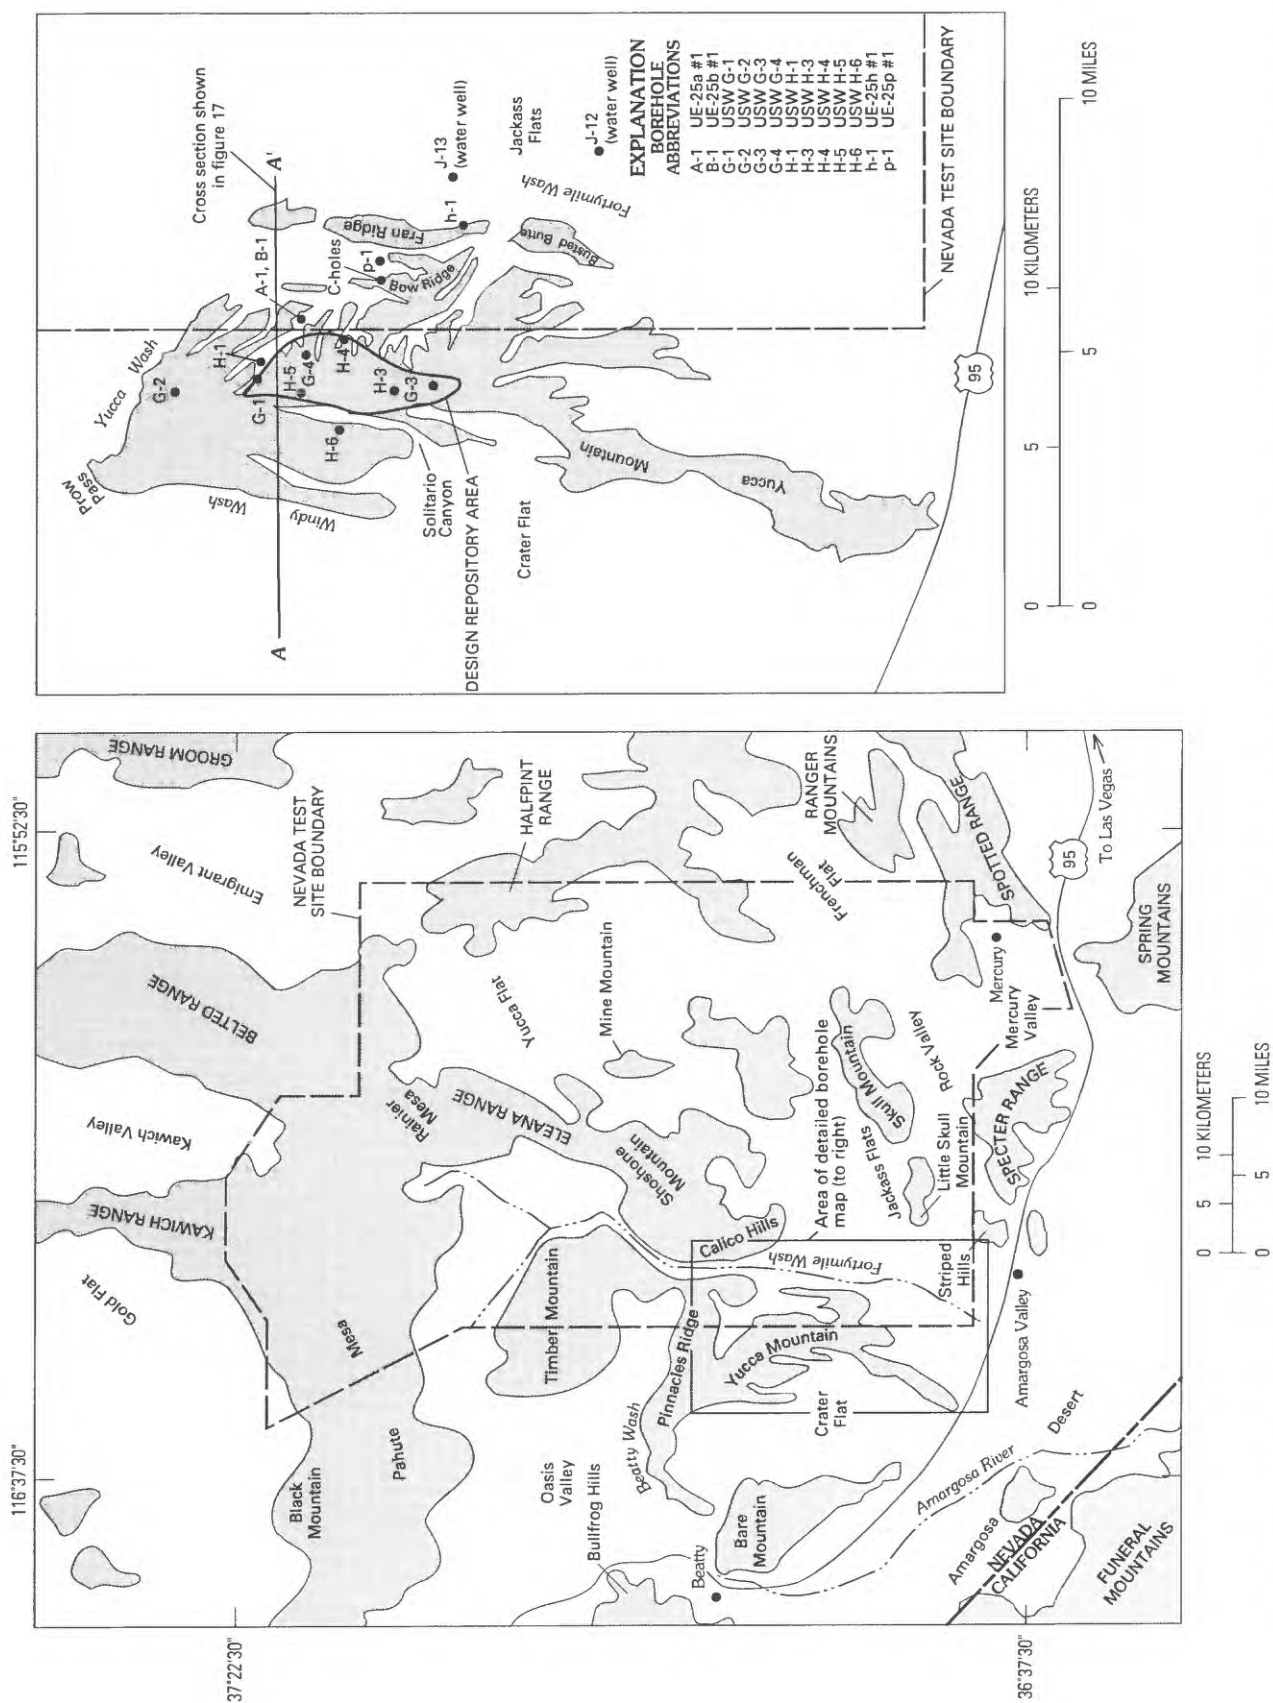 116°37'30"
115°52'30"
37°22'30"
36°37'30"
Gold Flat
KAWICH RANGE
Kawich Valley
BELTED RANGE
Emigrant Valley
GROOM RANGE
NEVADA TEST
SITE BOUNDARY
Black
Mountain
Pahute
Mesa
Rainier
Mesa
ELEANA RANGE
Yucca Flat
HALFPINT
RANGE
Oasis
Valley
Bullfrog Hills
Timber Mountain
Shoshone
Mountain
Mine Mountain
Beatty Wash
Pinnacles Ridge
Calico Hills
Area of detailed borehole
map (to right)
Beatty
Bare
Mountain
Crater
Flat
Yucca Mountain
Fortymile Wash
Jackass Flats
Skull Mountain
Little Skull
Mountain
Rock Valley
Frenchman
Flat
RANGER
MOUNTAINS
SPOTTED RANGE
Striped
Hills
SPECTER RANGE
Mercury
Mercury
Valley
Amargosa River
Amargosa Valley
Amargosa
Desert
NEVADA
CALIFORNIA
FUNERAL
MOUNTAINS
SPRING
MOUNTAINS
95
To Las Vegas
0 5 10 KILOMETERS
0 5 10 MILES
Prow
Pass
Yucca Wash
G-2
Windy
Wash
Cross section shown
in figure 17
A
A'
A-1, B-1
H-1
G-1
H-5
G-4
H-4
H-6
H-3
G-3
C-holes
p-1
Bow Ridge
Fran Ridge
h-1
J-13
(water well)
Solitario
Canyon
DESIGN REPOSITORY AREA
Crater Flat
Busted Butte
Fortymile Wash
Jackass
Flats
J-12
(water well)
Mountain
Yucca
EXPLANATION
BOREHOLE
ABBREVIATIONS
A-1 UE-25a #1
B-1 UE-25b #1
G-1 USW G-1
G-2 USW G-2
G-3 USW G-3
G-4 USW G-4
H-1 USW H-1
H-3 USW H-3
H-4 USW H-4
H-5 USW H-5
H-6 USW H-6
h-1 UE-25h #1
p-1 UE-25p #1
NEVADA TEST SITE BOUNDARY
95
0 5 10 KILOMETERS
0 5 10 MILES